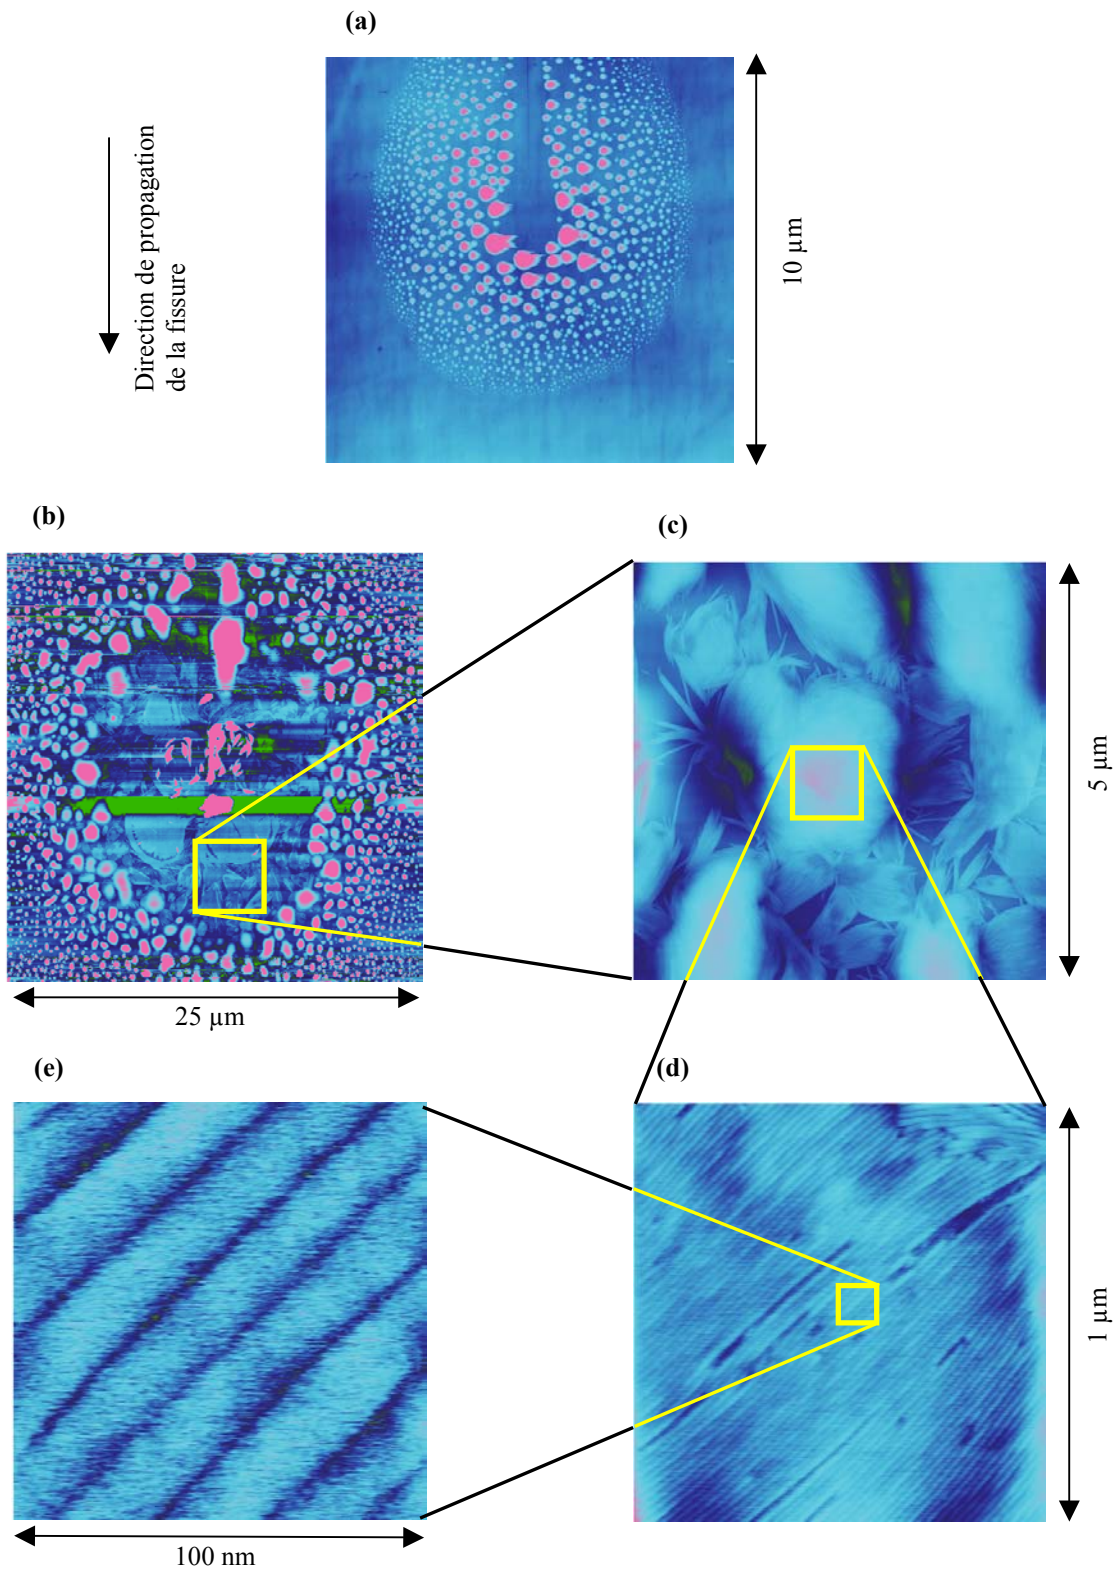 (a)
Direction de propagation
de la fissure
10 µm
(b)
(c)
5 µm
25 µm
(e)
(d)
1 µm
100 nm